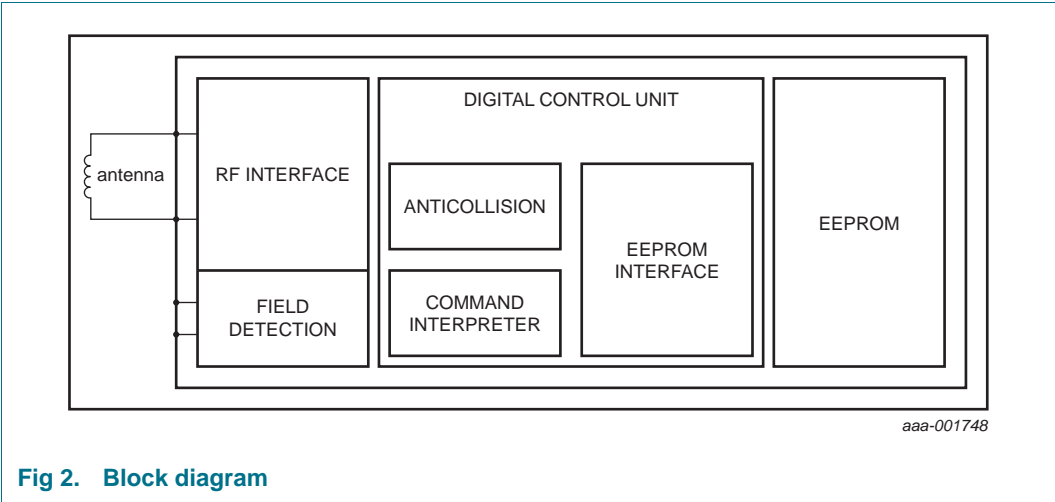 DIGITAL CONTROL UNIT
antenna
RF INTERFACE
ANTICOLLISION
EEPROM
INTERFACE
EEPROM
FIELD
DETECTION
COMMAND
INTERPRETER
aaa-001748
Fig 2. Block diagram